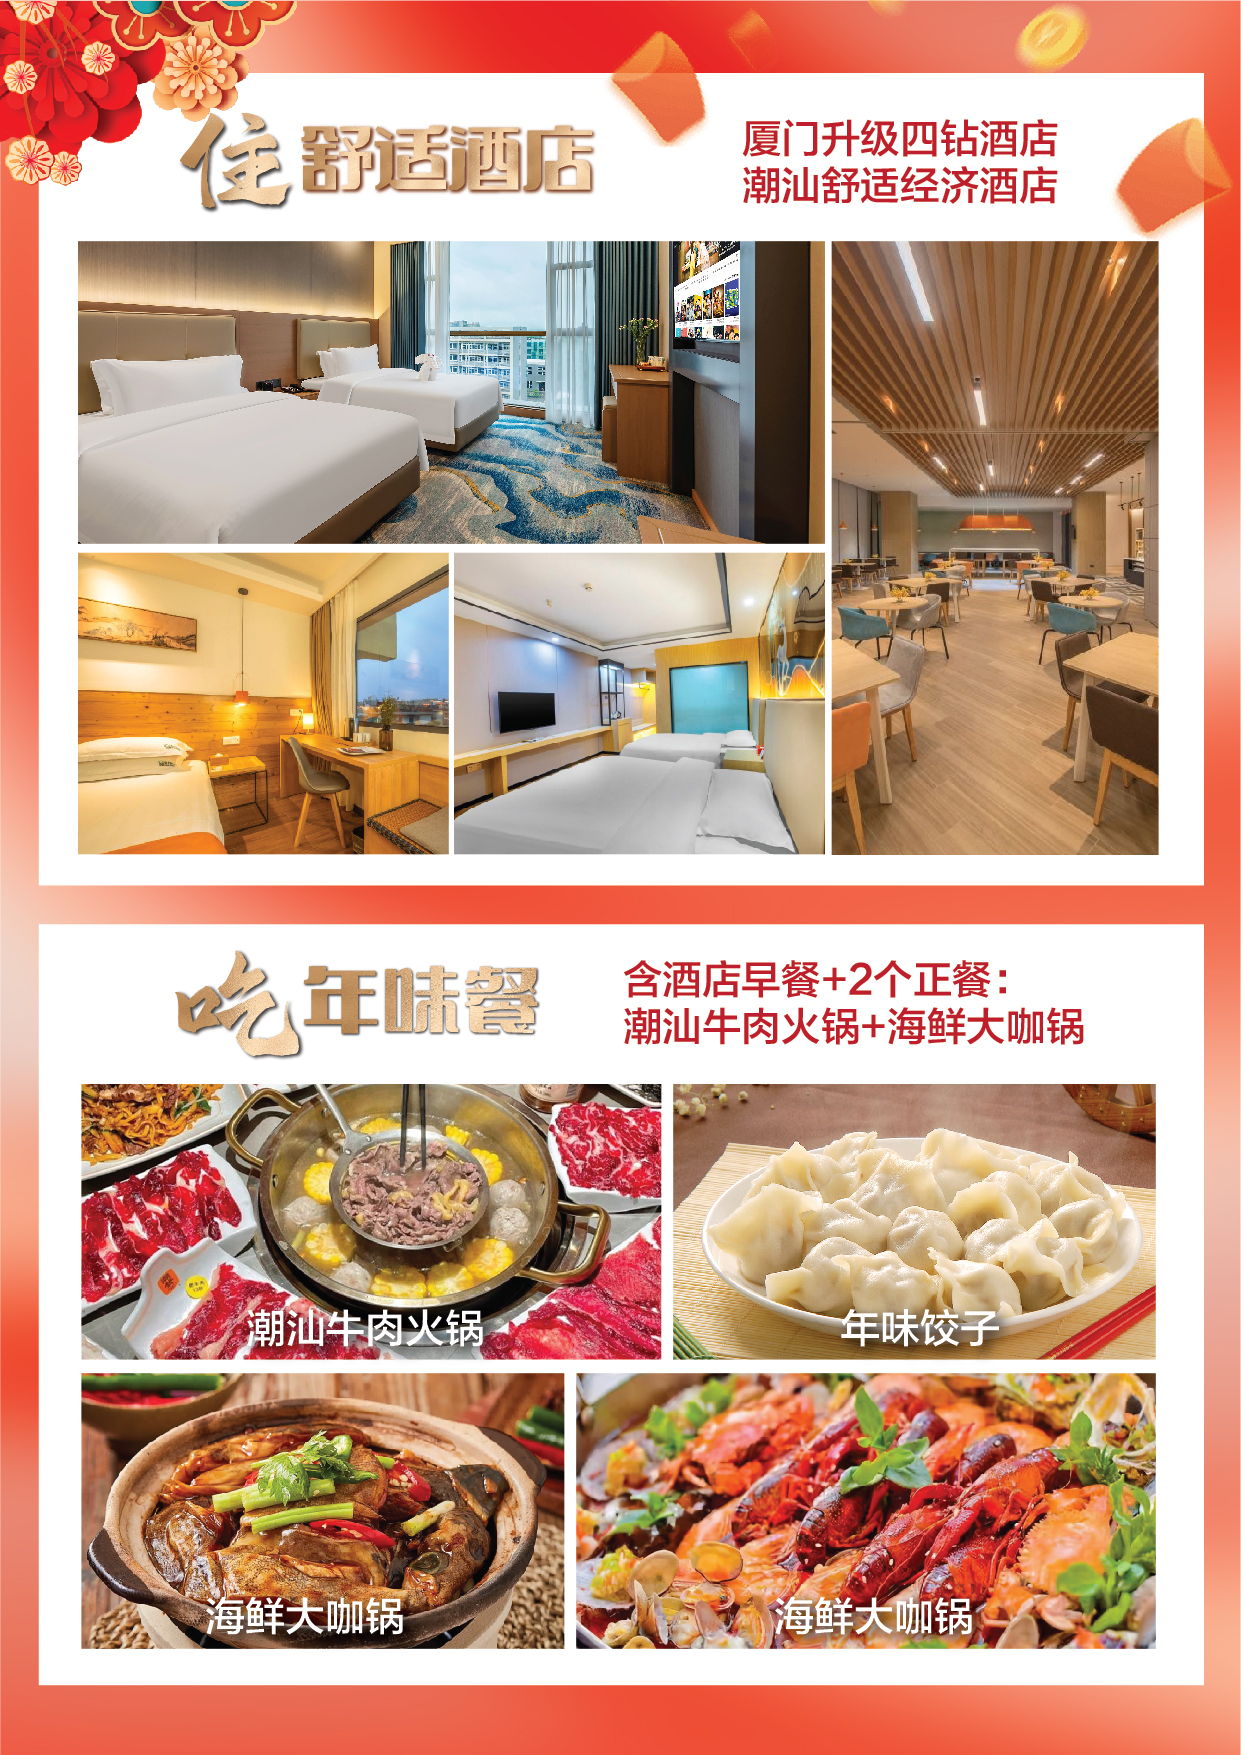 住舒适酒店
厦门升级四钻酒店
潮汕舒适经济酒店
吃年味餐
含酒店早餐+2个正餐：
潮汕牛肉火锅+海鲜大咖锅
潮汕牛肉火锅
年味饺子
海鲜大咖锅
海鲜大咖锅